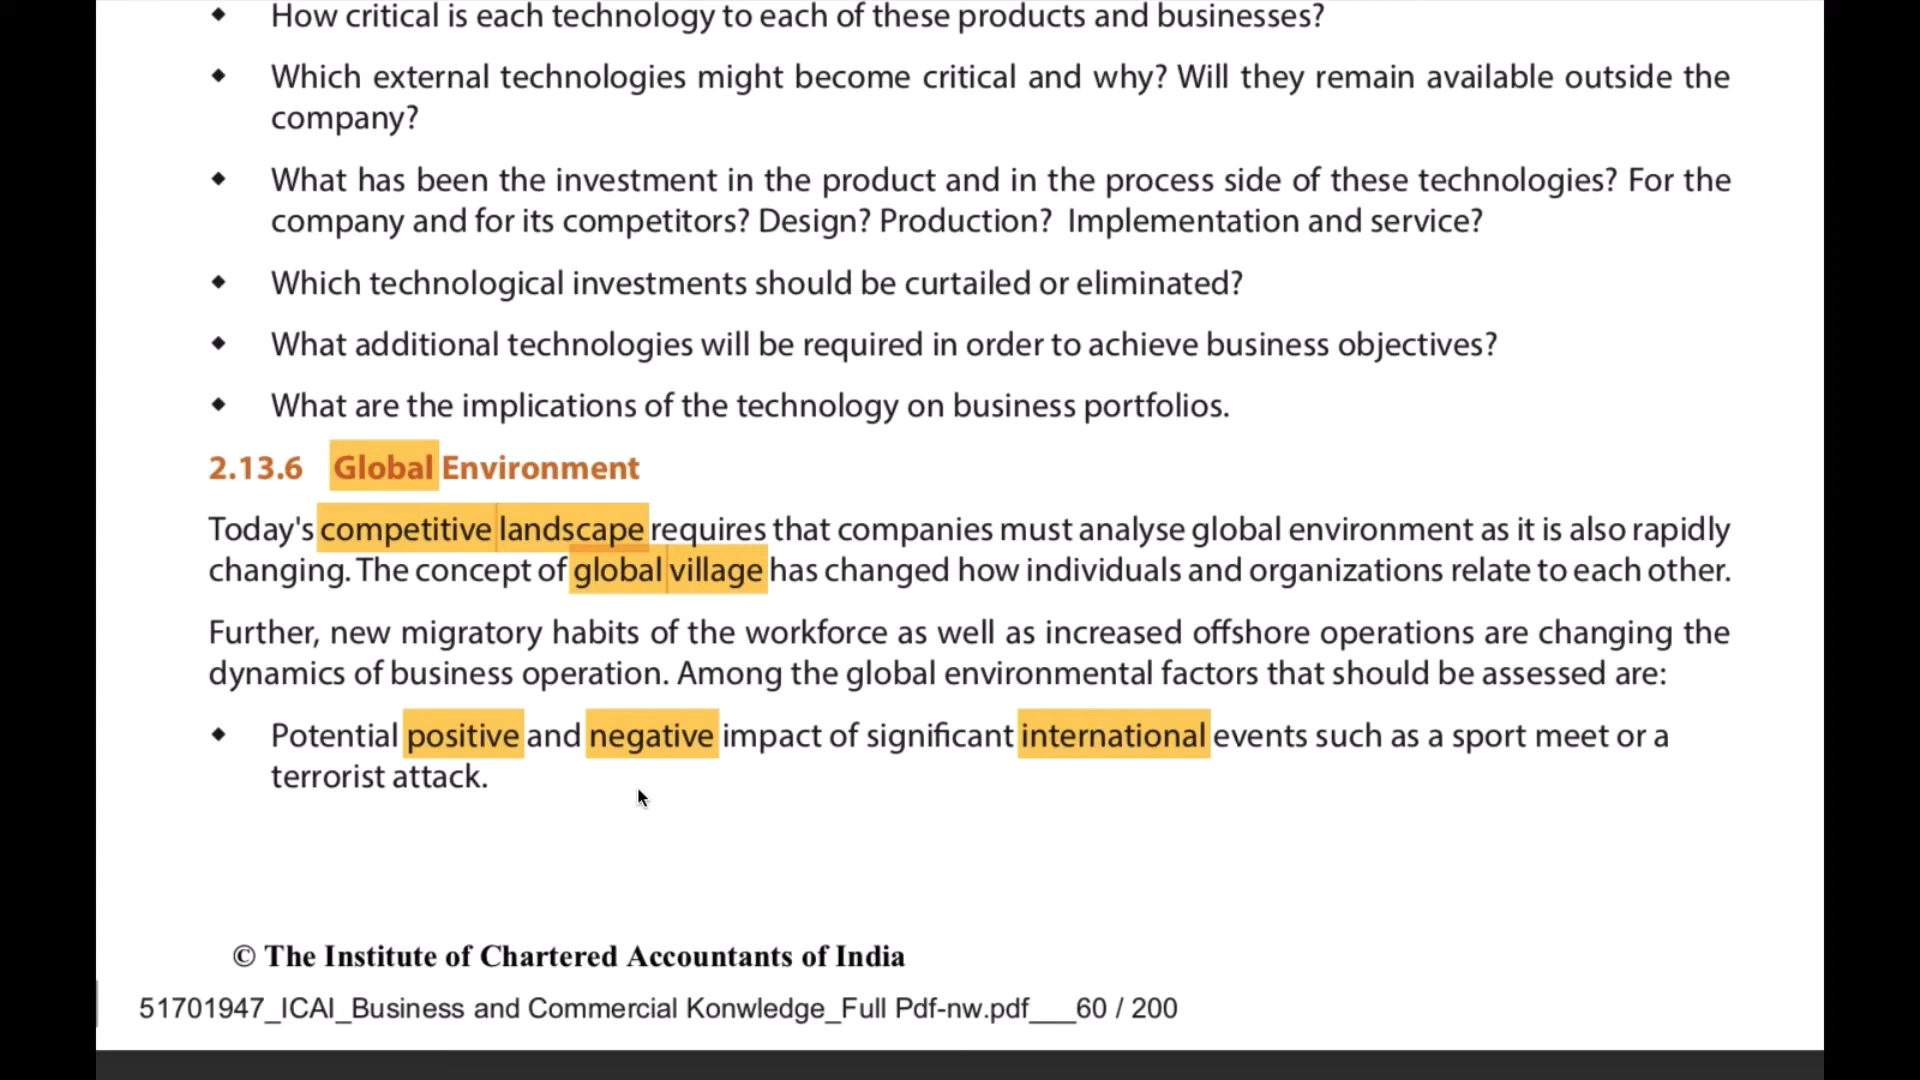 ◆ How critical is each technology to each of these products and businesses?
◆ Which external technologies might become critical and why? Will they remain available outside the
company?
◆ What has been the investment in the product and in the process side of these technologies? For the
company and for its competitors? Design? Production? Implementation and service?
◆ Which technological investments should be curtailed or eliminated?
◆ What additional technologies will be required in order to achieve business objectives?
◆ What are the implications of the technology on business portfolios.
2.13.6 Global Environment
Today's competitive landscape requires that companies must analyse global environment as it is also rapidly
changing. The concept of global village has changed how individuals and organizations relate to each other.
Further, new migratory habits of the workforce as well as increased offshore operations are changing the
dynamics of business operation. Among the global environmental factors that should be assessed are:
◆ Potential positive and negative impact of significant international events such as a sport meet or a
terrorist attack.
© The Institute of Chartered Accountants of India
51701947_ICAI_Business and Commercial Konwledge_Full Pdf-nw.pdf___60 / 200